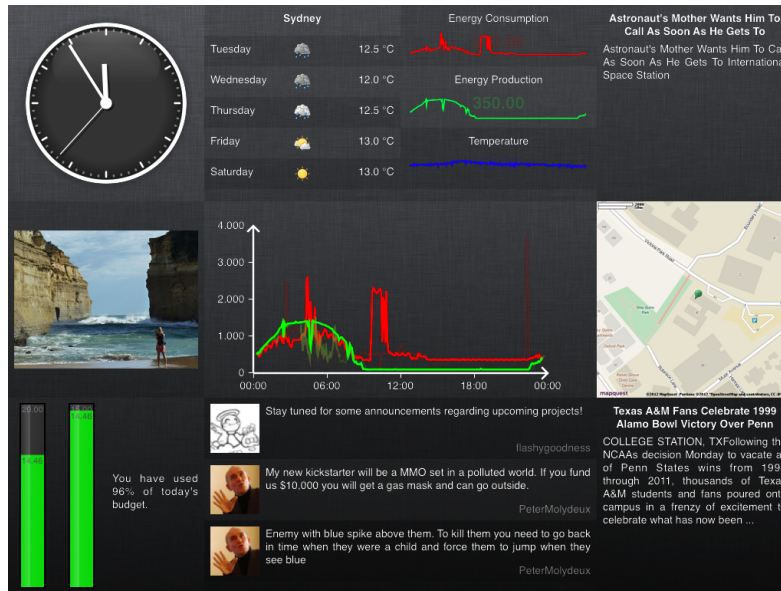 Sydney
Tuesday 12.5 °C
Wednesday 12.0 °C
Thursday 12.5 °C
Friday 13.0 °C
Saturday 13.0 °C
Energy Consumption
Energy Production
350.00
Temperature
Astronaut's Mother Wants Him To
Call As Soon As He Gets To
Astronaut's Mother Wants Him To Ca
As Soon As He Gets To Internationa
Space Station
4.000
3.000
2.000
1.000
0
00:00 06:00 12:00 18:00 00:00
Victoria Park Road
Boundary Road
mapquest
20.00
14.46
15.00
14.46
You have used
96% of today's
budget.
Stay tuned for some announcements regarding upcoming projects!
flashygoodness
My new kickstarter will be a MMO set in a polluted world. If you fund
us $10,000 you will get a gas mask and can go outside.
PeterMolydeux
Enemy with blue spike above them. To kill them you need to go back
in time when they were a child and force them to jump when they
see blue
PeterMolydeux
Texas A&M Fans Celebrate 1999
Alamo Bowl Victory Over Penn
COLLEGE STATION, TXFollowing th
NCAAs decision Monday to vacate a
of Penn States wins from 199
through 2011, thousands of Texa
A&M students and fans poured ont
campus in a frenzy of excitement t
celebrate what has now been ...